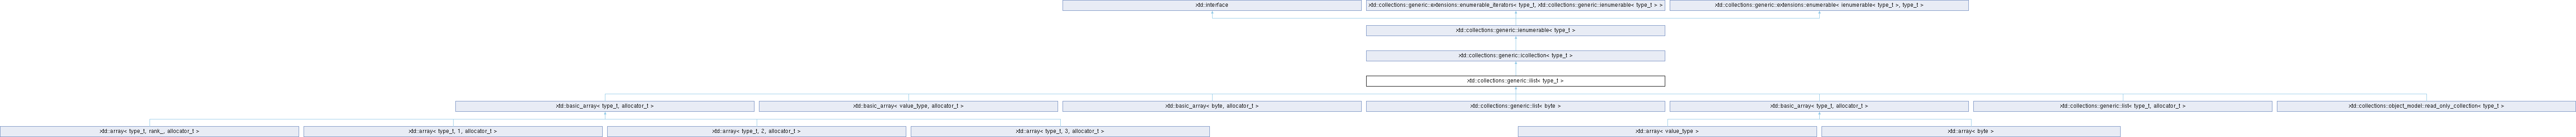 xtd::interface
xtd::collections::generic::extensions::enumerable_iterators< type_t, xtd::collections::generic::ienumerable< type_t > >
xtd::collections::generic::extensions::enumerable< ienumerable< type_t >, type_t >
xtd::collections::generic::ienumerable< type_t >
xtd::collections::generic::icollection< type_t >
xtd::collections::generic::ilist< type_t >
xtd::basic_array< type_t, allocator_t >
xtd::basic_array< value_type, allocator_t >
xtd::basic_array< byte, allocator_t >
xtd::collections::generic::list< byte >
xtd::basic_array< type_t, allocator_t >
xtd::collections::generic::list< type_t, allocator_t >
xtd::collections::object_model::read_only_collection< type_t >
xtd::array< type_t, rank_, allocator_t >
xtd::array< type_t, 1, allocator_t >
xtd::array< type_t, 2, allocator_t >
xtd::array< type_t, 3, allocator_t >
xtd::array< value_type >
xtd::array< byte >